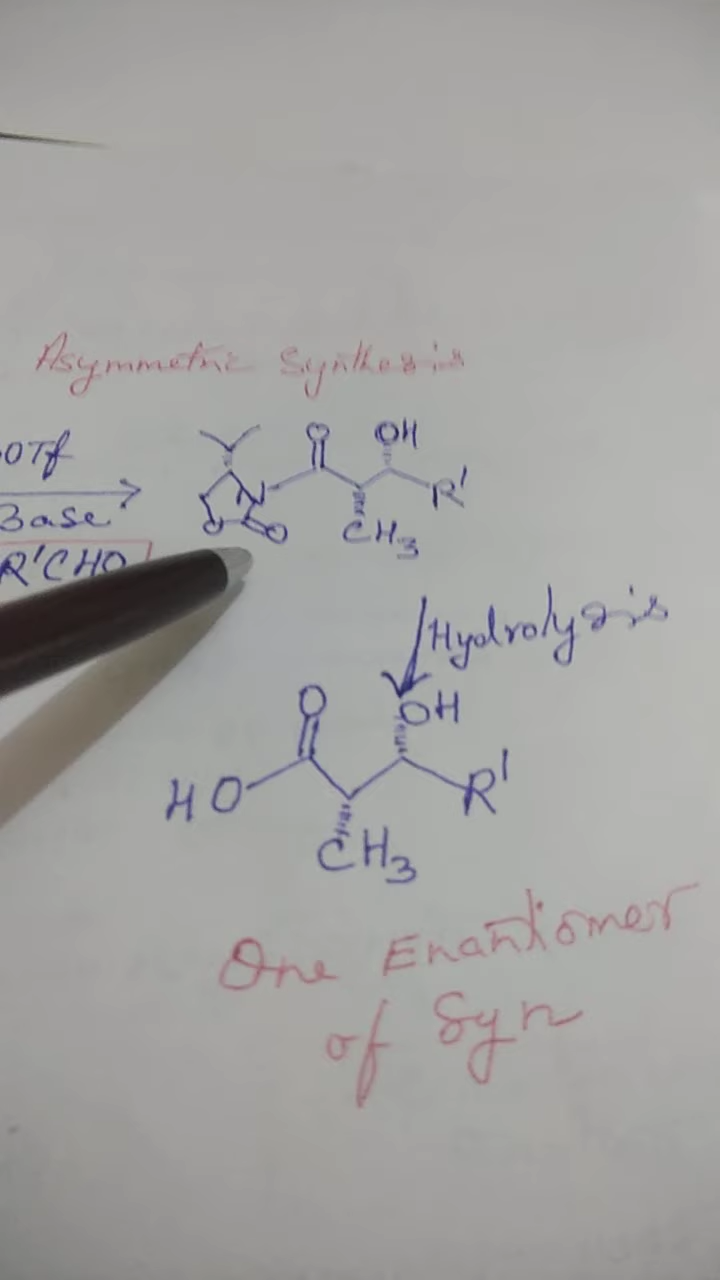 Asymmetric Synthesis
OTf
Base
R'CHO
O
OH
N
R'
O
O
CH3
Hydrolysis
O
OH
HO
R'
CH3
One Enantiomer
of Syn